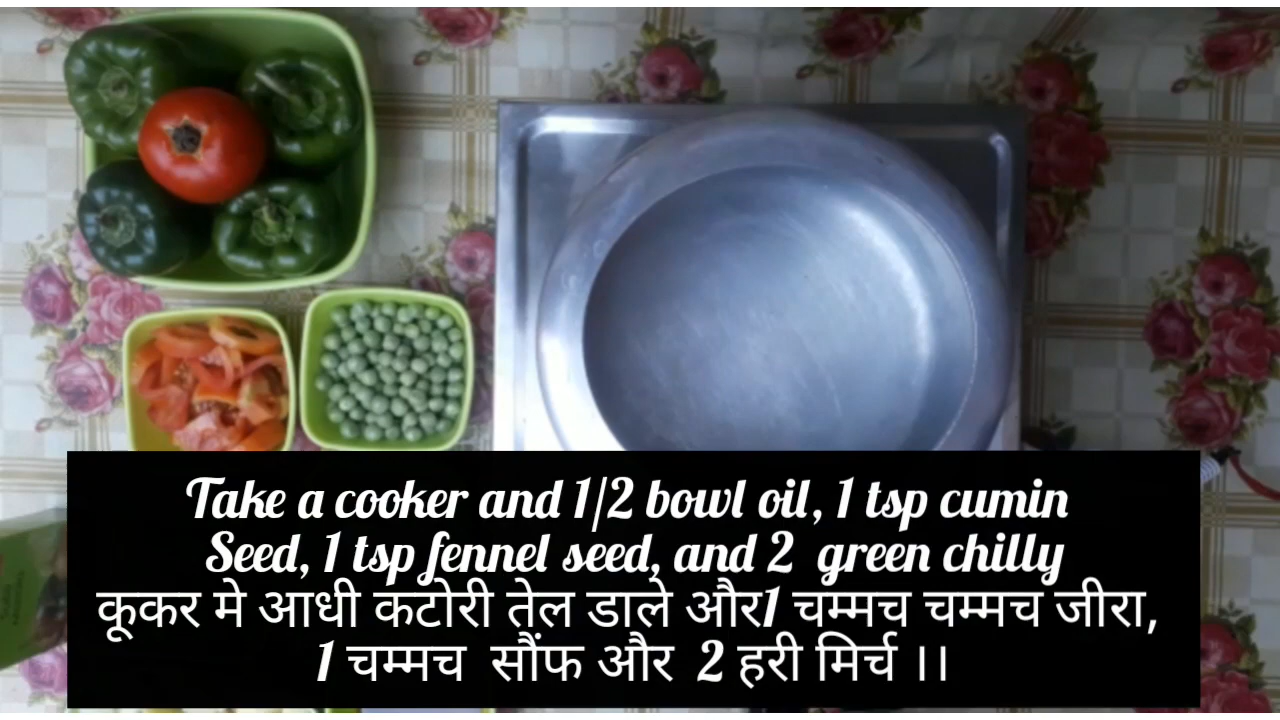 Take a cooker and 1/2 bowl oil, 1 tsp cumin
Seed, 1 tsp fennel seed, and 2 green chilly
कूकर मे आधी कटोरी तेल डाले और1 चम्मच चम्मच जीरा,
1 चम्मच सौंफ और 2 हरी मिर्च ।।